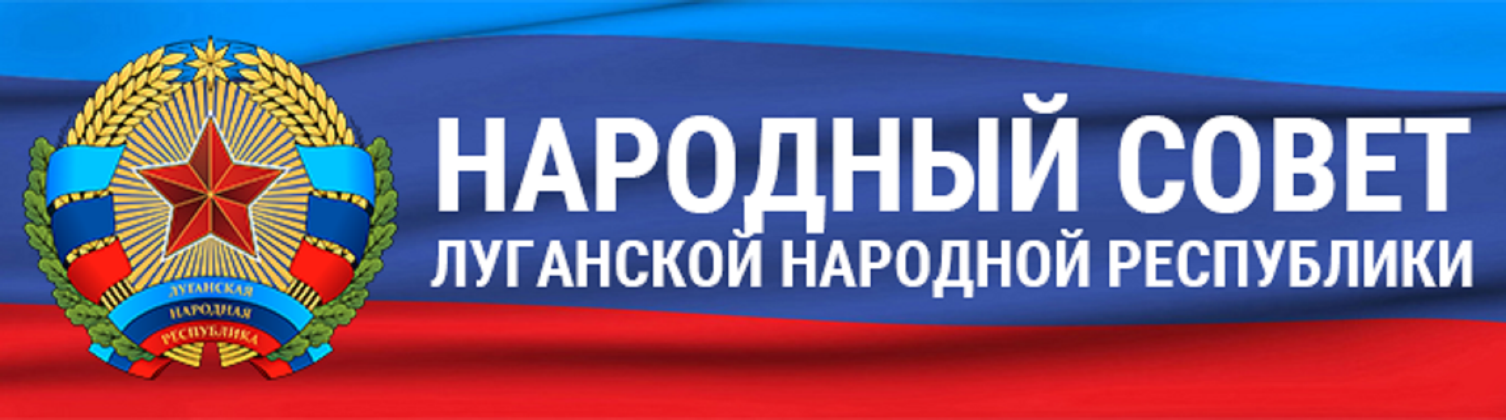 НАРОДНЫЙ СОВЕТ
ЛУГАНСКОЙ НАРОДНОЙ РЕСПУБЛИКИ
ЛУГАНСКАЯ
НАРОДНАЯ
РЕСПУБЛИКА